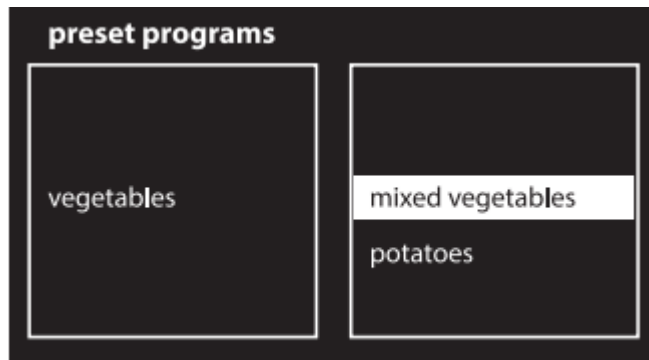 preset programs
vegetables
mixed vegetables
potatoes